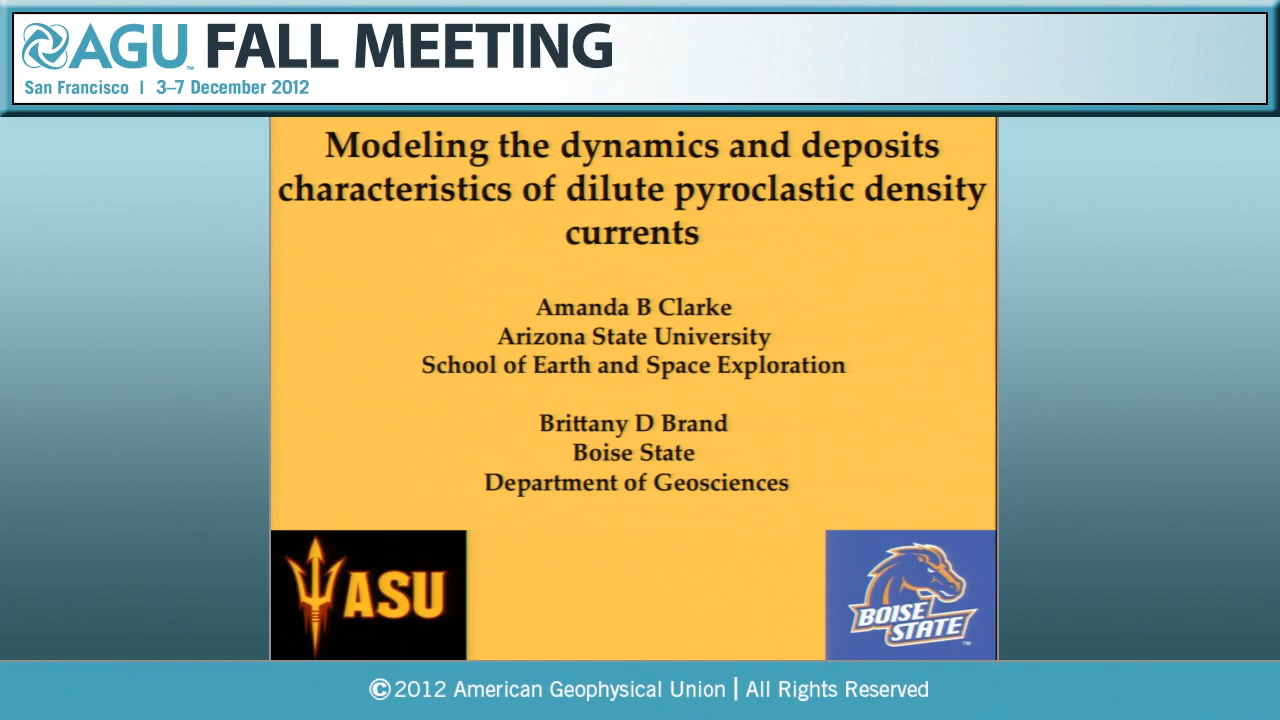 AGU™ FALL MEETING
San Francisco | 3–7 December 2012
Modeling the dynamics and deposits
characteristics of dilute pyroclastic density
currents
Amanda B Clarke
Arizona State University
School of Earth and Space Exploration
Brittany D Brand
Boise State
Department of Geosciences
ASU
BOISE
STATE™
©2012 American Geophysical Union | All Rights Reserved